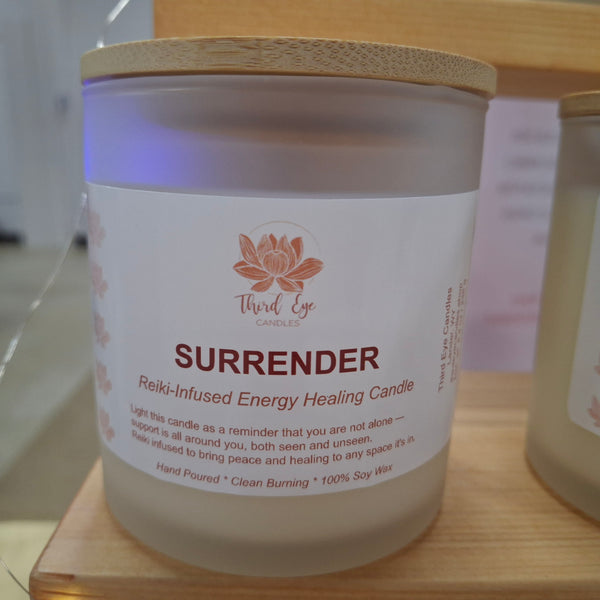 Third Eye
CANDLES
SURRENDER
Reiki-Infused Energy Healing Candle
Light this candle as a reminder that you are not alone —
support is all around you, both seen and unseen.
Reiki infused to bring peace and healing to any space it's in.
Hand Poured * Clean Burning * 100% Soy Wax
Third Eye Candles